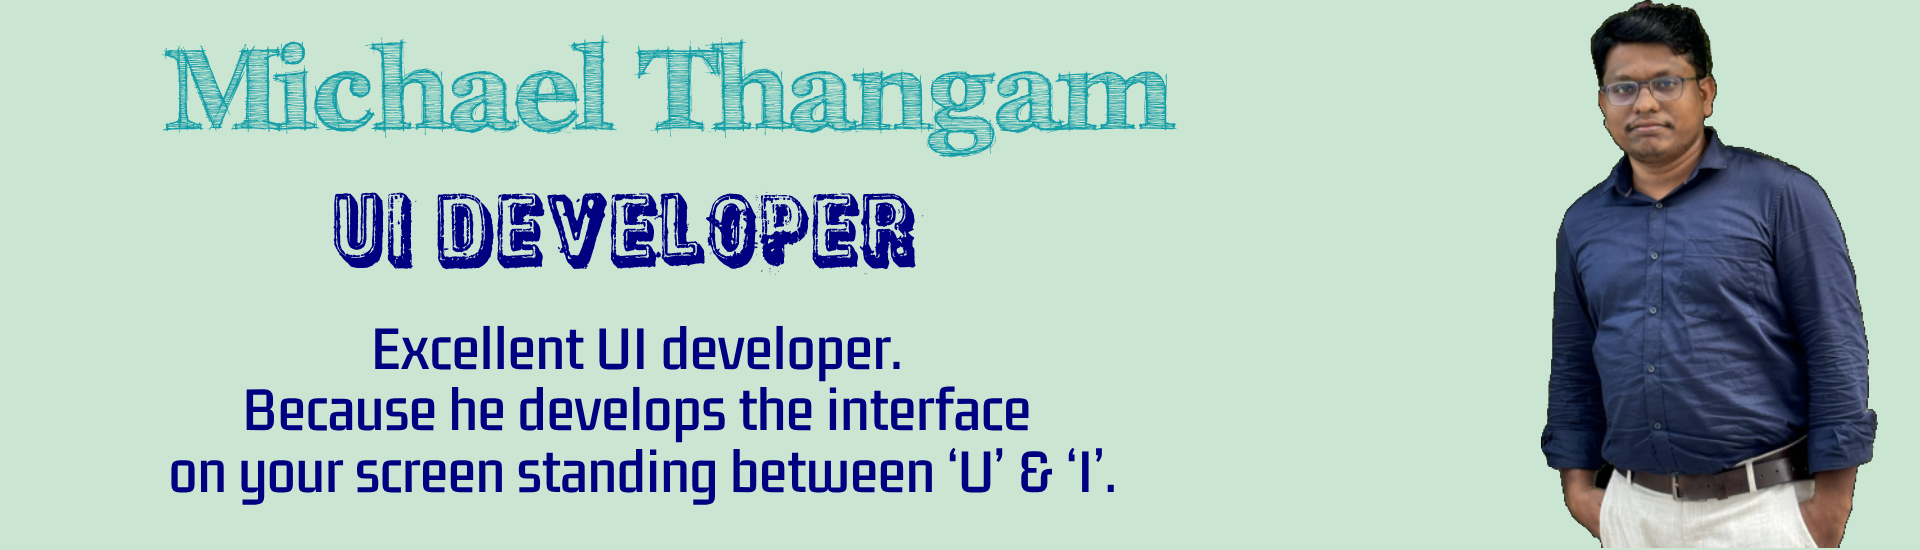 Michael Thangam
UI DEVELOPER
Excellent UI developer.
Because he develops the interface
on your screen standing between ‘U’ & ‘I’.